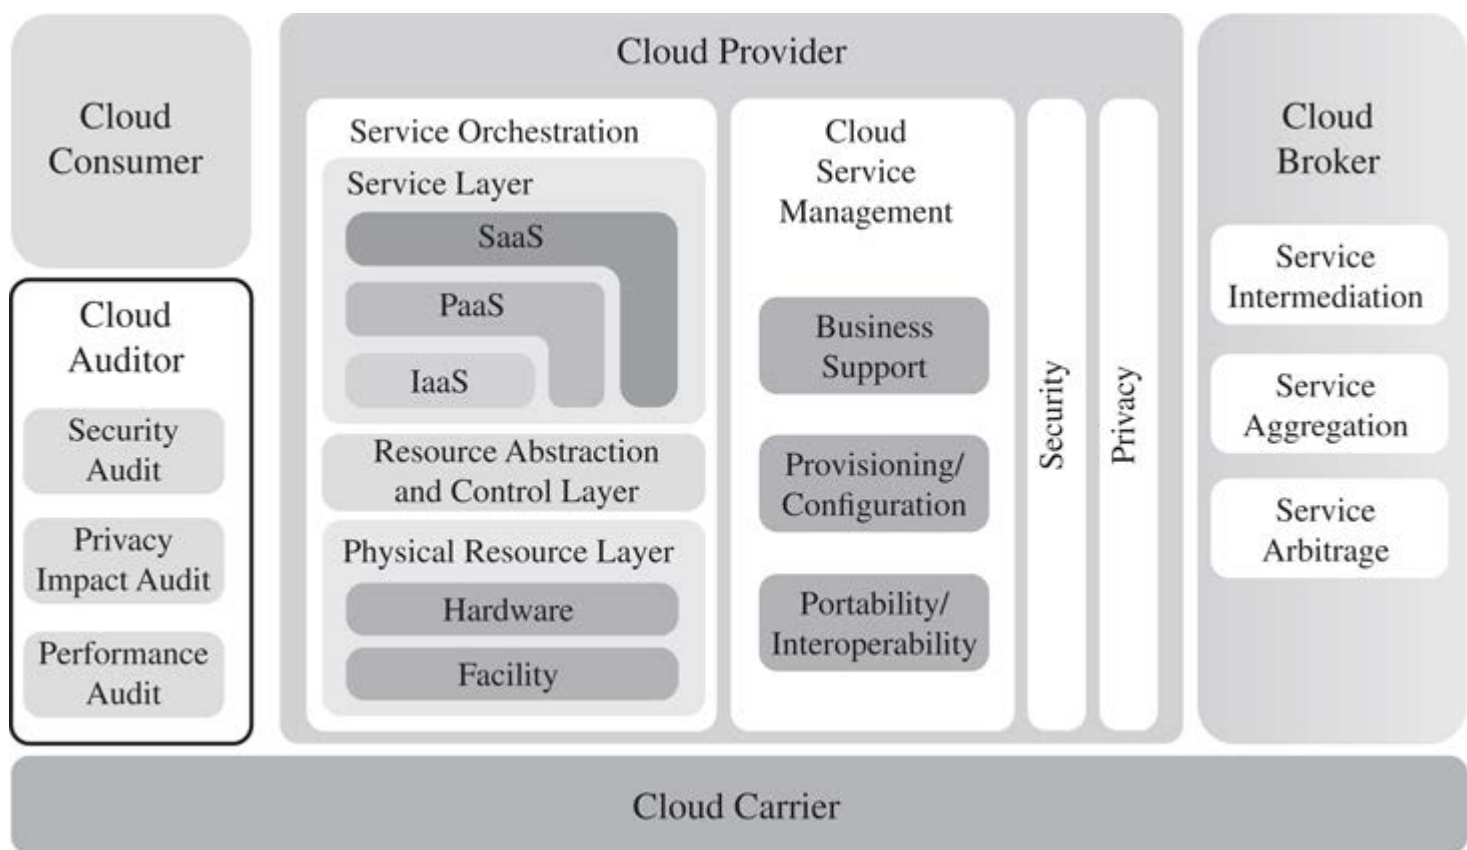 Cloud
Consumer
Cloud
Auditor
Security
Audit
Privacy
Impact Audit
Performance
Audit
Cloud Provider
Service Orchestration
Service Layer
SaaS
PaaS
IaaS
Resource Abstraction
and Control Layer
Physical Resource Layer
Hardware
Facility
Cloud
Service
Management
Business
Support
Provisioning/
Configuration
Portability/
Interoperability
Security
Privacy
Cloud
Broker
Service
Intermediation
Service
Aggregation
Service
Arbitrage
Cloud Carrier